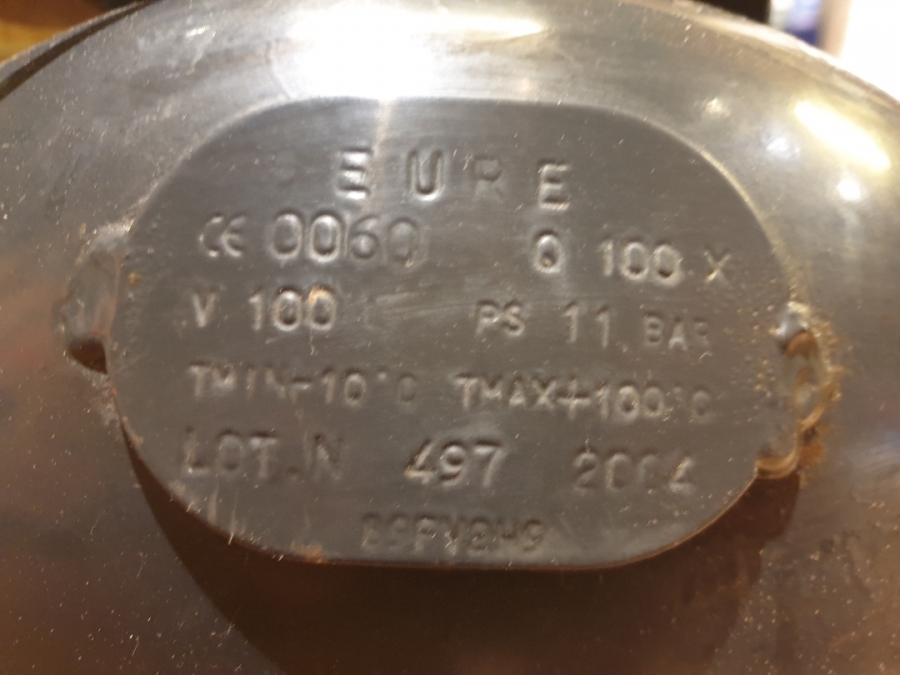 EURE
CE 0060 Q 100 X
V 100 PS 11 BAR
TMIN-10°C TMAX+100°C
LOT.N 497 2004